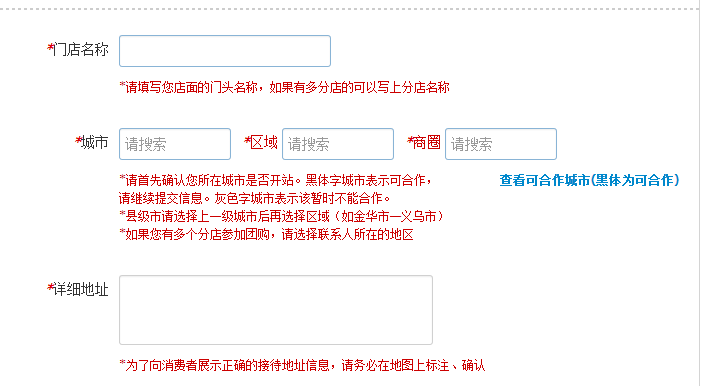 *门店名称
*请填写您店面的门头名称，如果有多分店的可以写上分店名称
*城市 请搜索 *区域 请搜索 *商圈 请搜索
*请首先确认您所在城市是否开站。黑体字城市表示可合作， 查看可合作城市(黑体为可合作)
请继续提交信息。灰色字城市表示该暂时不能合作。
*县级市请选择上一级城市后再选择区域（如金华市—义乌市）
*如果您有多个分店参加团购，请选择联系人所在的地区
*详细地址
*为了向消费者展示正确的接待地址信息，请务必在地图上标注、确认